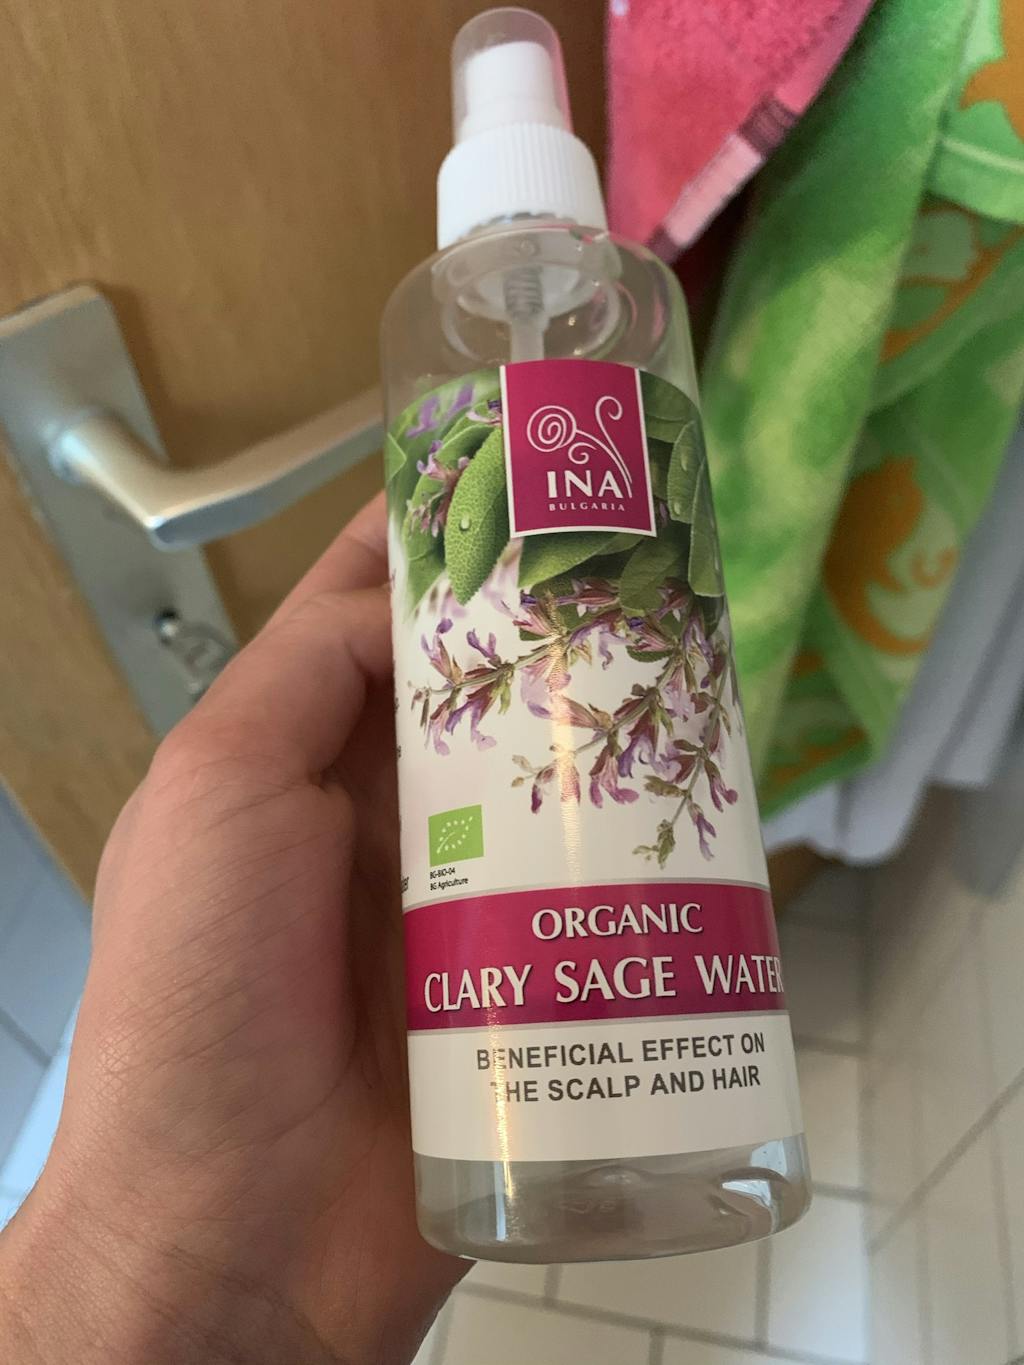 INA
BULGARIA
BG-BIO-04
BG Agriculture
ORGANIC
CLARY SAGE WATER
BENEFICIAL EFFECT ON
THE SCALP AND HAIR